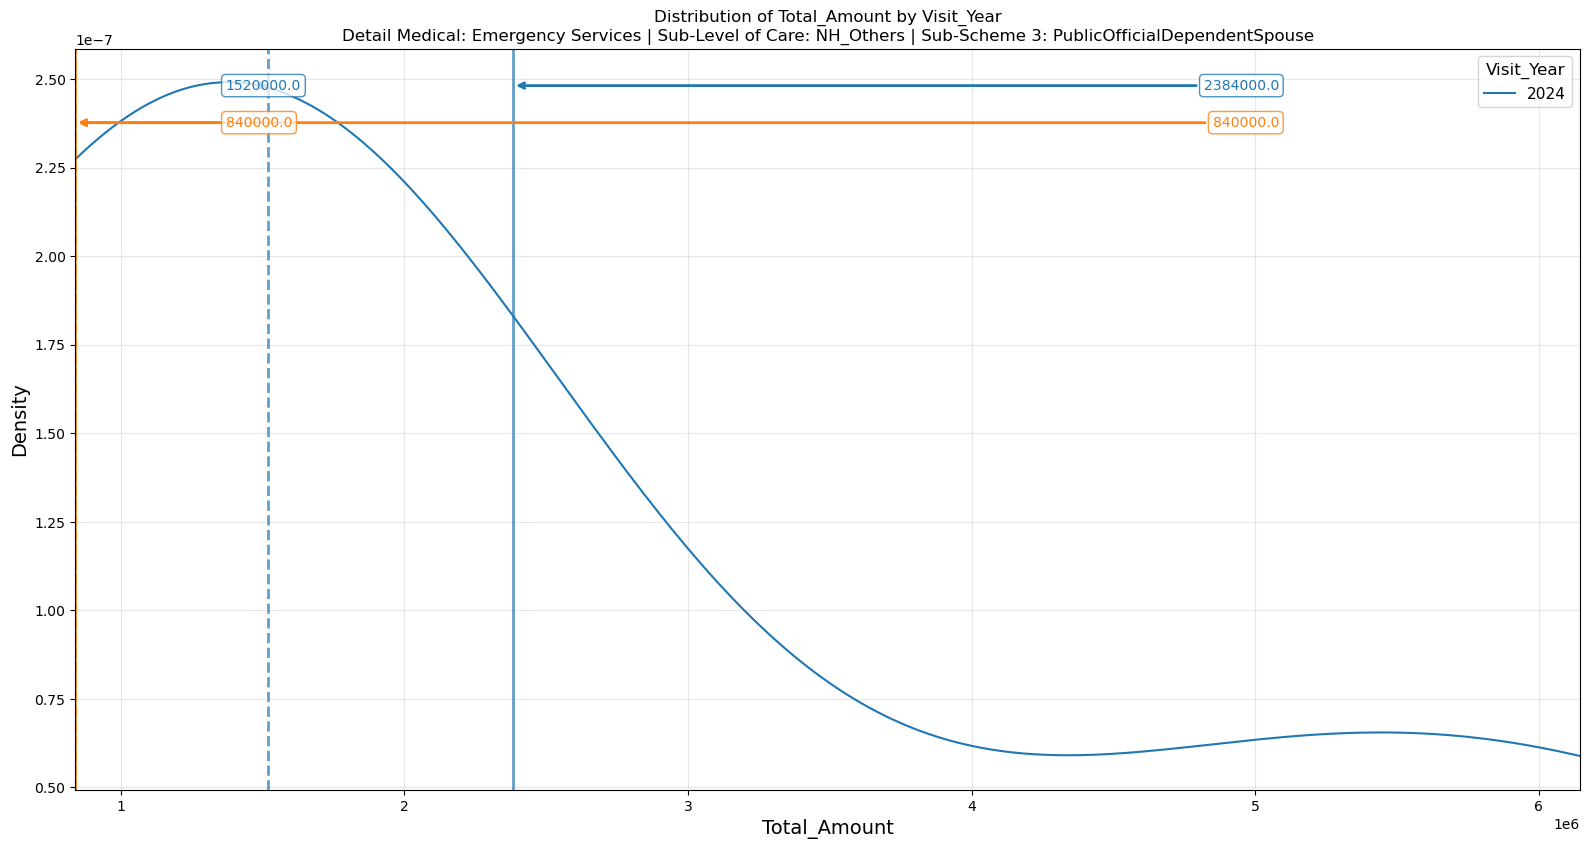 Distribution of Total_Amount by Visit_Year
Detail Medical: Emergency Services | Sub-Level of Care: NH_Others | Sub-Scheme 3: PublicOfficialDependentSpouse
1e−7
Visit_Year
2024
1520000.0
2384000.0
840000.0
840000.0
2.50
2.25
2.00
1.75
1.50
1.25
1.00
0.75
0.50
Density
1
2
3
4
5
6
1e6
Total_Amount